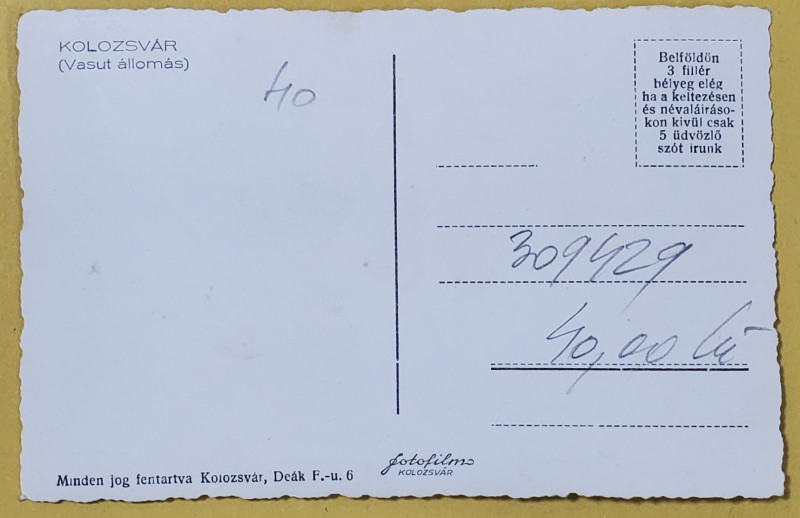 KOLOZSVÁR
(Vasut állomás)
40
Belföldön
3 fillér
bélyeg elég
ha a keltezésen
és névaláiráso-
kon kivül csak
5 üdvözlő
szót irunk
309429
40,00 lei
fotofilm
KOLOZSVÁR
Minden jog fentartva Kolozsvár, Deák F.-u. 6